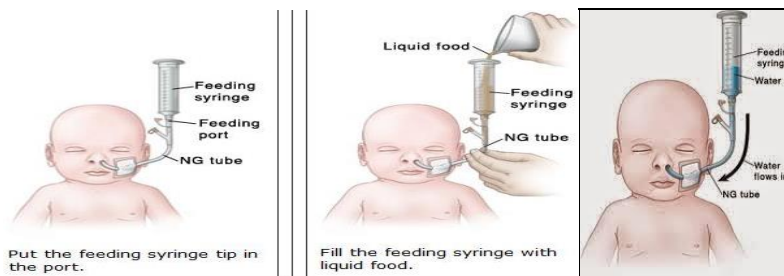 Feeding
syringe
Feeding
port
NG tube
Put the feeding syringe tip in
the port.
Liquid food
Feeding
syringe
NG tube
Fill the feeding syringe with
liquid food.
Water
Water
NG tube